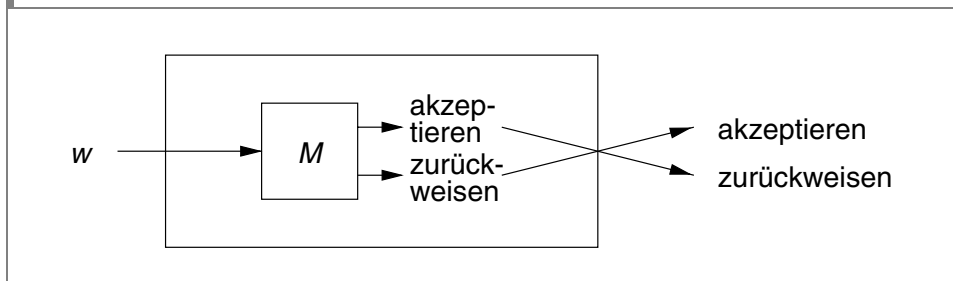 w
M
akzep-
tieren
zurück-
weisen
akzeptieren
zurückweisen